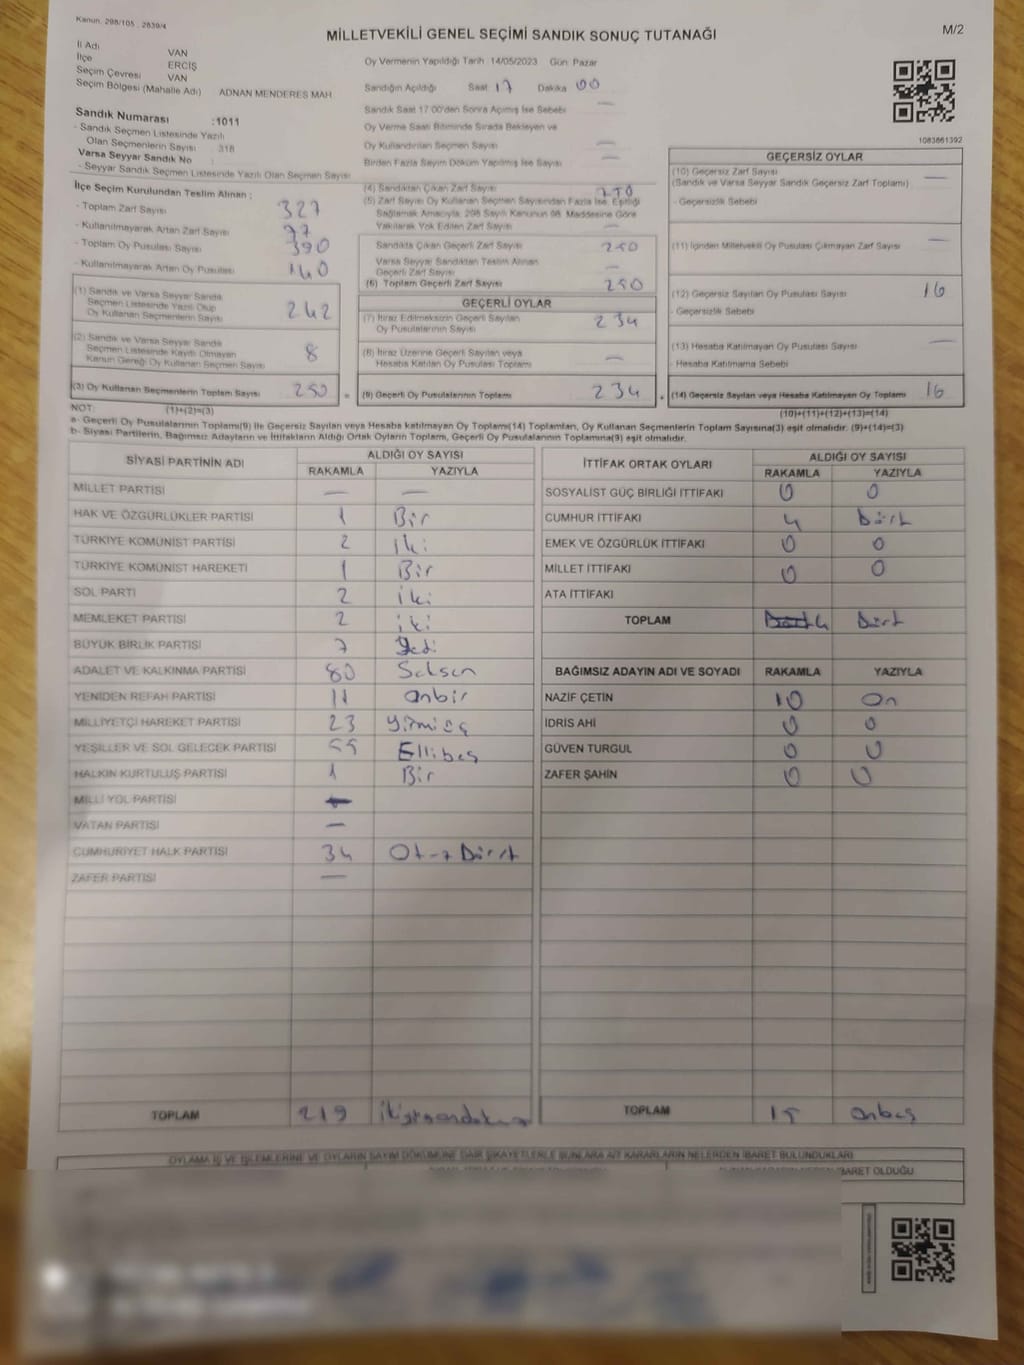 Kanun. 298/105 , 2839/4
MİLLETVEKİLİ GENEL SEÇİMİ SANDIK SONUÇ TUTANAĞI
M/2
İl Adı VAN
İlçe ERCİŞ
Seçim Çevresi VAN
Seçim Bölgesi (Mahalle Adı) ADNAN MENDERES MAH.
Oy Vermenin Yapıldığı Tarih : 14/05/2023 Gün: Pazar
Sandığın Açıldığı Saat 17 Dakika 00
Sandık Saat 17:00'den Sonra Açılmış İse Sebebi —
Oy Verme Saati Bitiminde Sırada Bekleyen ve
Oy Kullandırılan Seçmen Sayısı —
Birden Fazla Sayım Döküm Yapılmış İse Sayısı —
Sandık Numarası :1011
- Sandık Seçmen Listesinde Yazılı
Olan Seçmenlerin Sayısı : 318
Varsa Seyyar Sandık No :
- Seyyar Sandık Seçmen Listesinde Yazılı Olan Seçmen Sayısı
1083661392
İlçe Seçim Kurulundan Teslim Alınan :
- Toplam Zarf Sayısı 327
- Kullanılmayarak Artan Zarf Sayısı 77
- Toplam Oy Pusulası Sayısı 390
- Kullanılmayarak Artan Oy Pusulası 140
(1) Sandık ve Varsa Seyyar Sandık
Seçmen Listesinde Yazılı Olup
Oy Kullanan Seçmenlerin Sayısı 242
(2) Sandık ve Varsa Seyyar Sandık
Seçmen Listesinde Kayıtlı Olmayan
Kanun Gereği Oy Kullanan Seçmen Sayısı 8
(3) Oy Kullanan Seçmenlerin Toplam Sayısı 250
(1)+(2)=(3)
(4) Sandıktan Çıkan Zarf Sayısı 250
(5) Zarf Sayısı Oy Kullanan Seçmen Sayısından Fazla İse, Eşitliği
Sağlamak Amacıyla, 298 Sayılı Kanunun 98. Maddesine Göre
Yakılarak Yok Edilen Zarf Sayısı —
Sandıkta Çıkan Geçerli Zarf Sayısı 250
Varsa Seyyar Sandıktan Teslim Alınan
Geçerli Zarf Sayısı —
(6) Toplam Geçerli Zarf Sayısı 250
GEÇERLİ OYLAR
(7) İtiraz Edilmeksizin Geçerli Sayılan
Oy Pusulalarının Sayısı 234
(8) İtiraz Üzerine Geçerli Sayılan veya
Hesaba Katılan Oy Pusulası Toplamı —
(9) Geçerli Oy Pusulalarının Toplamı 234
GEÇERSİZ OYLAR
(10) Geçersiz Zarf Sayısı —
(Sandık ve Varsa Seyyar Sandık Geçersiz Zarf Toplamı)
- Geçersizlik Sebebi
(11) İçinden Milletvekili Oy Pusulası Çıkmayan Zarf Sayısı —
(12) Geçersiz Sayılan Oy Pusulası Sayısı 16
- Geçersizlik Sebebi
(13) Hesaba Katılmayan Oy Pusulası Sayısı —
- Hesaba Katılmama Sebebi
(14) Geçersiz Sayılan veya Hesaba Katılmayan Oy Toplamı 16
(10)+(11)+(12)+(13)=(14)
NOT:
a- Geçerli Oy Pusulalarının Toplamı(9) ile Geçersiz Sayılan veya Hesaba katılmayan Oy Toplamı(14) Toplamları, Oy Kullanan Seçmenlerin Toplam Sayısına(3) eşit olmalıdır. (9)+(14)=(3)
b- Siyasi Partilerin, Bağımsız Adayların ve İttifakların Aldığı Ortak Oyların Toplamı, Geçerli Oy Pusulalarının Toplamına(9) eşit olmalıdır.
SİYASİ PARTİNİN ADI ALDIĞI OY SAYISI
RAKAMLA YAZIYLA
MİLLET PARTİSİ — —
HAK VE ÖZGÜRLÜKLER PARTİSİ 1 Bir
TÜRKİYE KOMÜNİST PARTİSİ 2 iki
TÜRKİYE KOMÜNİST HAREKETİ 1 Bir
SOL PARTİ 2 iki
MEMLEKET PARTİSİ 2 iki
BÜYÜK BİRLİK PARTİSİ 7 Yedi
ADALET VE KALKINMA PARTİSİ 80 Seksen
YENİDEN REFAH PARTİSİ 11 onbir
MİLLİYETÇİ HAREKET PARTİSİ 23 Yirmi üç
YEŞİLLER VE SOL GELECEK PARTİSİ 55 Ellibeş
HALKIN KURTULUŞ PARTİSİ 1 Bir
MİLLİ YOL PARTİSİ —
VATAN PARTİSİ —
CUMHURİYET HALK PARTİSİ 34 Otuz Dört
ZAFER PARTİSİ —
TOPLAM 219 ikiyüzondokuz
İTTİFAK ORTAK OYLARI ALDIĞI OY SAYISI
RAKAMLA YAZIYLA
SOSYALİST GÜÇ BİRLİĞİ İTTİFAKI 0 0
CUMHUR İTTİFAKI 4 Dört
EMEK VE ÖZGÜRLÜK İTTİFAKI 0 0
MİLLET İTTİFAKI 0 0
ATA İTTİFAKI
TOPLAM 4 Dört
BAĞIMSIZ ADAYIN ADI VE SOYADI RAKAMLA YAZIYLA
NAZİF ÇETİN 10 On
İDRİS AHİ 0 0
GÜVEN TURGUL 0 0
ZAFER ŞAHİN 0 0
TOPLAM 15 onbeş
OYLAMA İŞ VE İŞLEMLERİNE VE OYLARIN SAYIM DÖKÜMÜNE DAİR ŞİKAYETLERLE BUNLARA AİT KARARLARIN NELERDEN İBARET BULUNDUKLARI
İBARET OLDUĞU